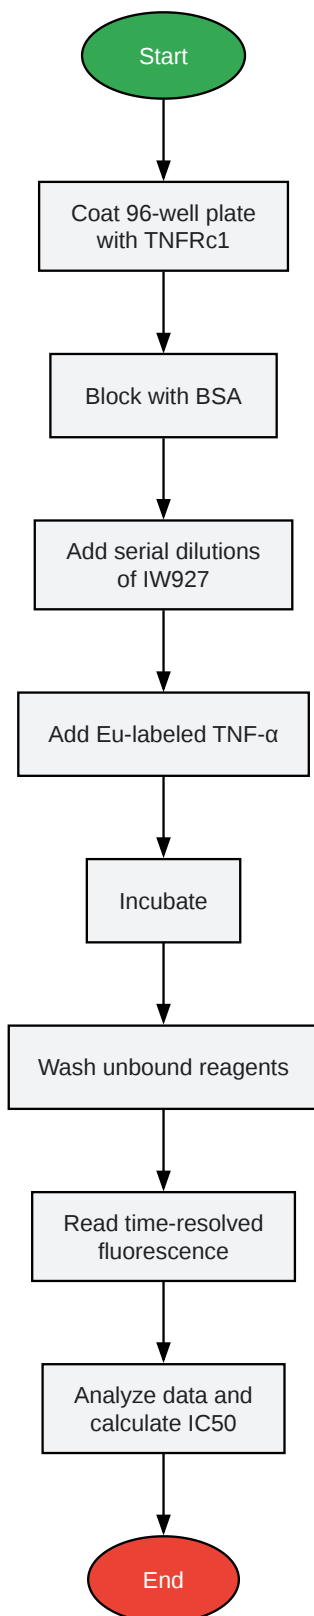 Start
Coat 96-well plate
with TNFRc1
Block with BSA
Add serial dilutions
of IW927
Add Eu-labeled TNF-α
Incubate
Wash unbound reagents
Read time-resolved
fluorescence
Analyze data and
calculate IC50
End